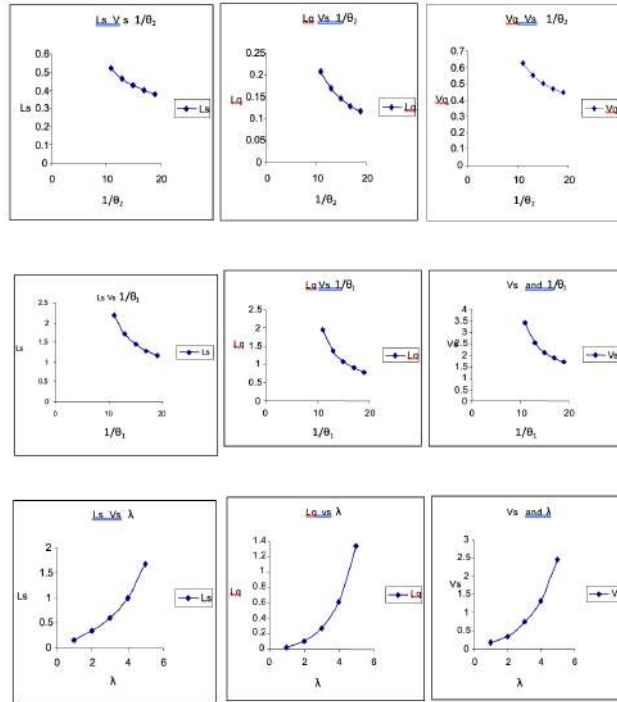 Ls Vs 1/θ₂
0.6
0.5
0.4
0.3
0.2
0.1
0
Ls
Ls
0 10 20
1/θ₂
Lq Vs 1/θ₂
0.25
0.2
0.15
0.1
0.05
0
Lq
Lq
0 10 20
1/θ₂
Vq Vs 1/θ₂
0.7
0.6
0.5
0.4
0.3
0.2
0.1
0
Vq
Vq
0 10 20
1/θ₂
Ls Vs 1/θ₁
2.5
2
1.5
1
0.5
0
Ls
Ls
0 10 20
1/θ₁
Lq Vs 1/θ₁
2.5
2
1.5
1
0.5
0
Lq
Lq
0 10 20
1/θ₁
Vs and 1/θ₁
4
3.5
3
2.5
2
1.5
1
0.5
0
Vs
Vs
0 10 20
1/θ₁
Ls Vs λ
2
1.5
1
0.5
0
Ls
Ls
0 2 4 6
λ
Lq vs λ
1.4
1.2
1
0.8
0.6
0.4
0.2
0
Lq
Lq
0 2 4 6
λ
Vs and λ
3
2.5
2
1.5
1
0.5
0
Vs
V
0 2 4 6
λ